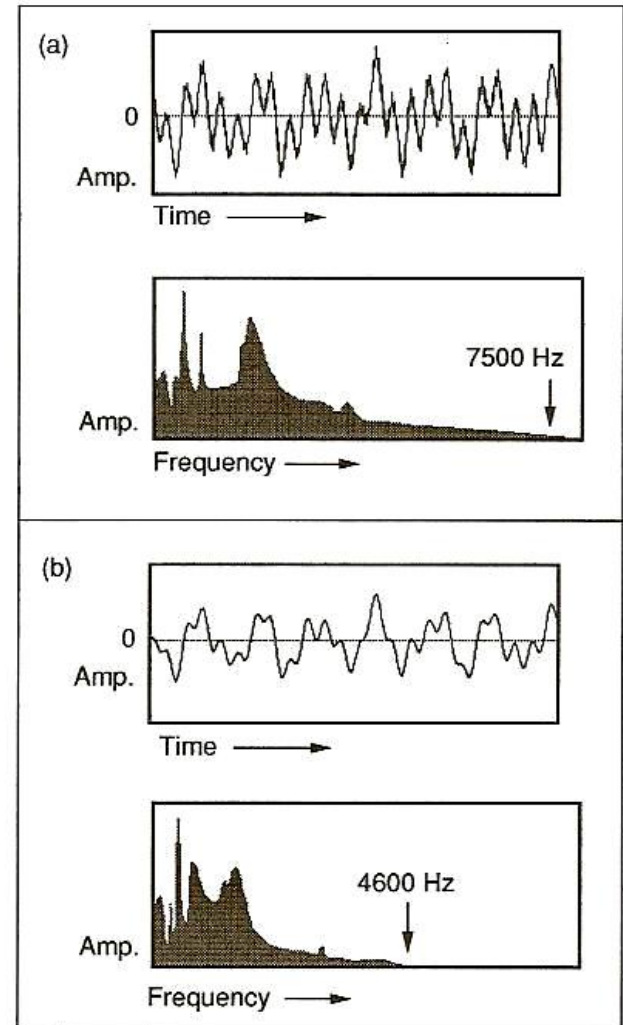 (a)
0
Amp.
Time
7500 Hz
Amp.
Frequency
(b)
0
Amp.
Time
4600 Hz
Amp.
Frequency